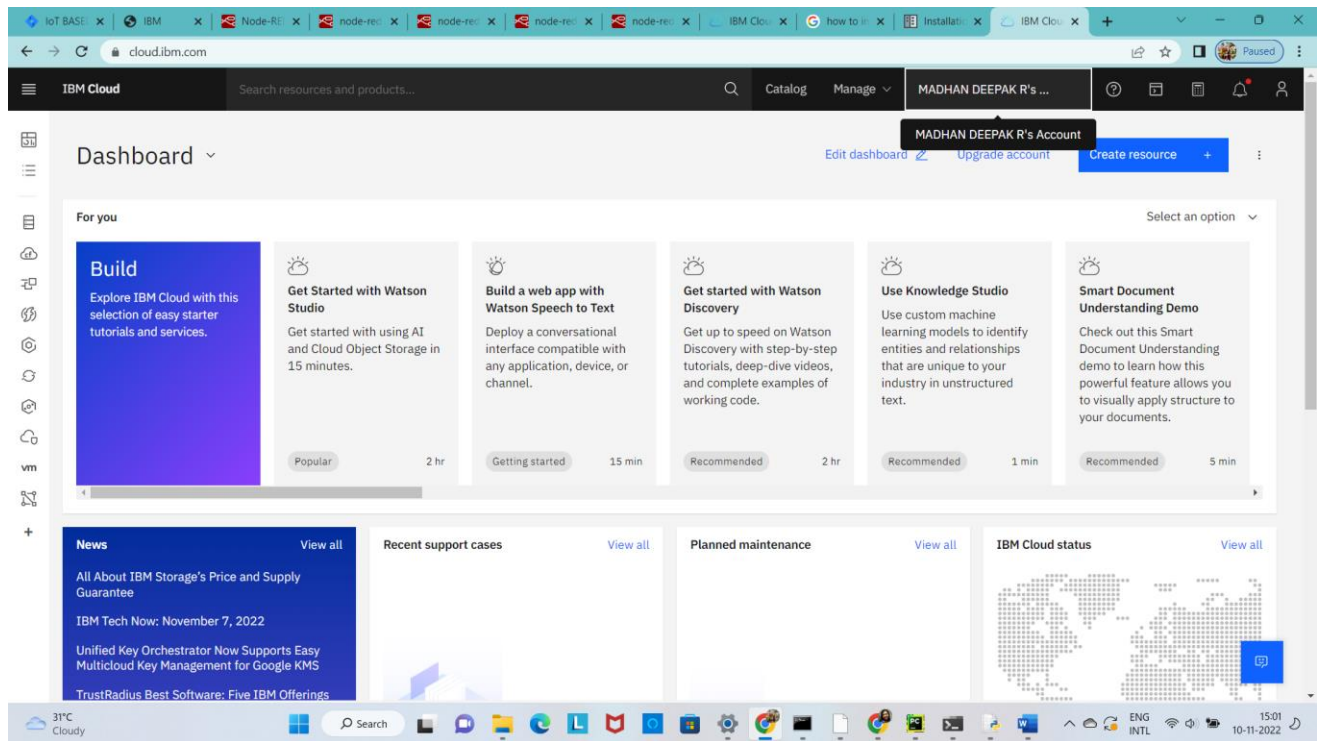 IoT BASE
IBM
Node-RE
node-red
node-red
node-red
node-red
IBM Clou
how to in
Installatio
IBM Clou
cloud.ibm.com
Paused
IBM Cloud
Search resources and products...
Catalog
Manage
MADHAN DEEPAK R's ...
MADHAN DEEPAK R's Account
Dashboard
Edit dashboard
Upgrade account
Create resource +
For you
Select an option
Build
Explore IBM Cloud with this
selection of easy starter
tutorials and services.
Get Started with Watson
Studio
Get started with using AI
and Cloud Object Storage in
15 minutes.
Popular
2 hr
Build a web app with
Watson Speech to Text
Deploy a conversational
interface compatible with
any application, device, or
channel.
Getting started
15 min
Get started with Watson
Discovery
Get up to speed on Watson
Discovery with step-by-step
tutorials, deep-dive videos,
and complete examples of
working code.
Recommended
2 hr
Use Knowledge Studio
Use custom machine
learning models to identify
entities and relationships
that are unique to your
industry in unstructured
text.
Recommended
1 min
Smart Document
Understanding Demo
Check out this Smart
Document Understanding
demo to learn how this
powerful feature allows you
to visually apply structure to
your documents.
Recommended
5 min
vm
News
View all
All About IBM Storage's Price and Supply
Guarantee
IBM Tech Now: November 7, 2022
Unified Key Orchestrator Now Supports Easy
Multicloud Key Management for Google KMS
TrustRadius Best Software: Five IBM Offerings
Recent support cases
View all
Planned maintenance
View all
IBM Cloud status
View all
31°C
Cloudy
Search
ENG
INTL
15:01
10-11-2022